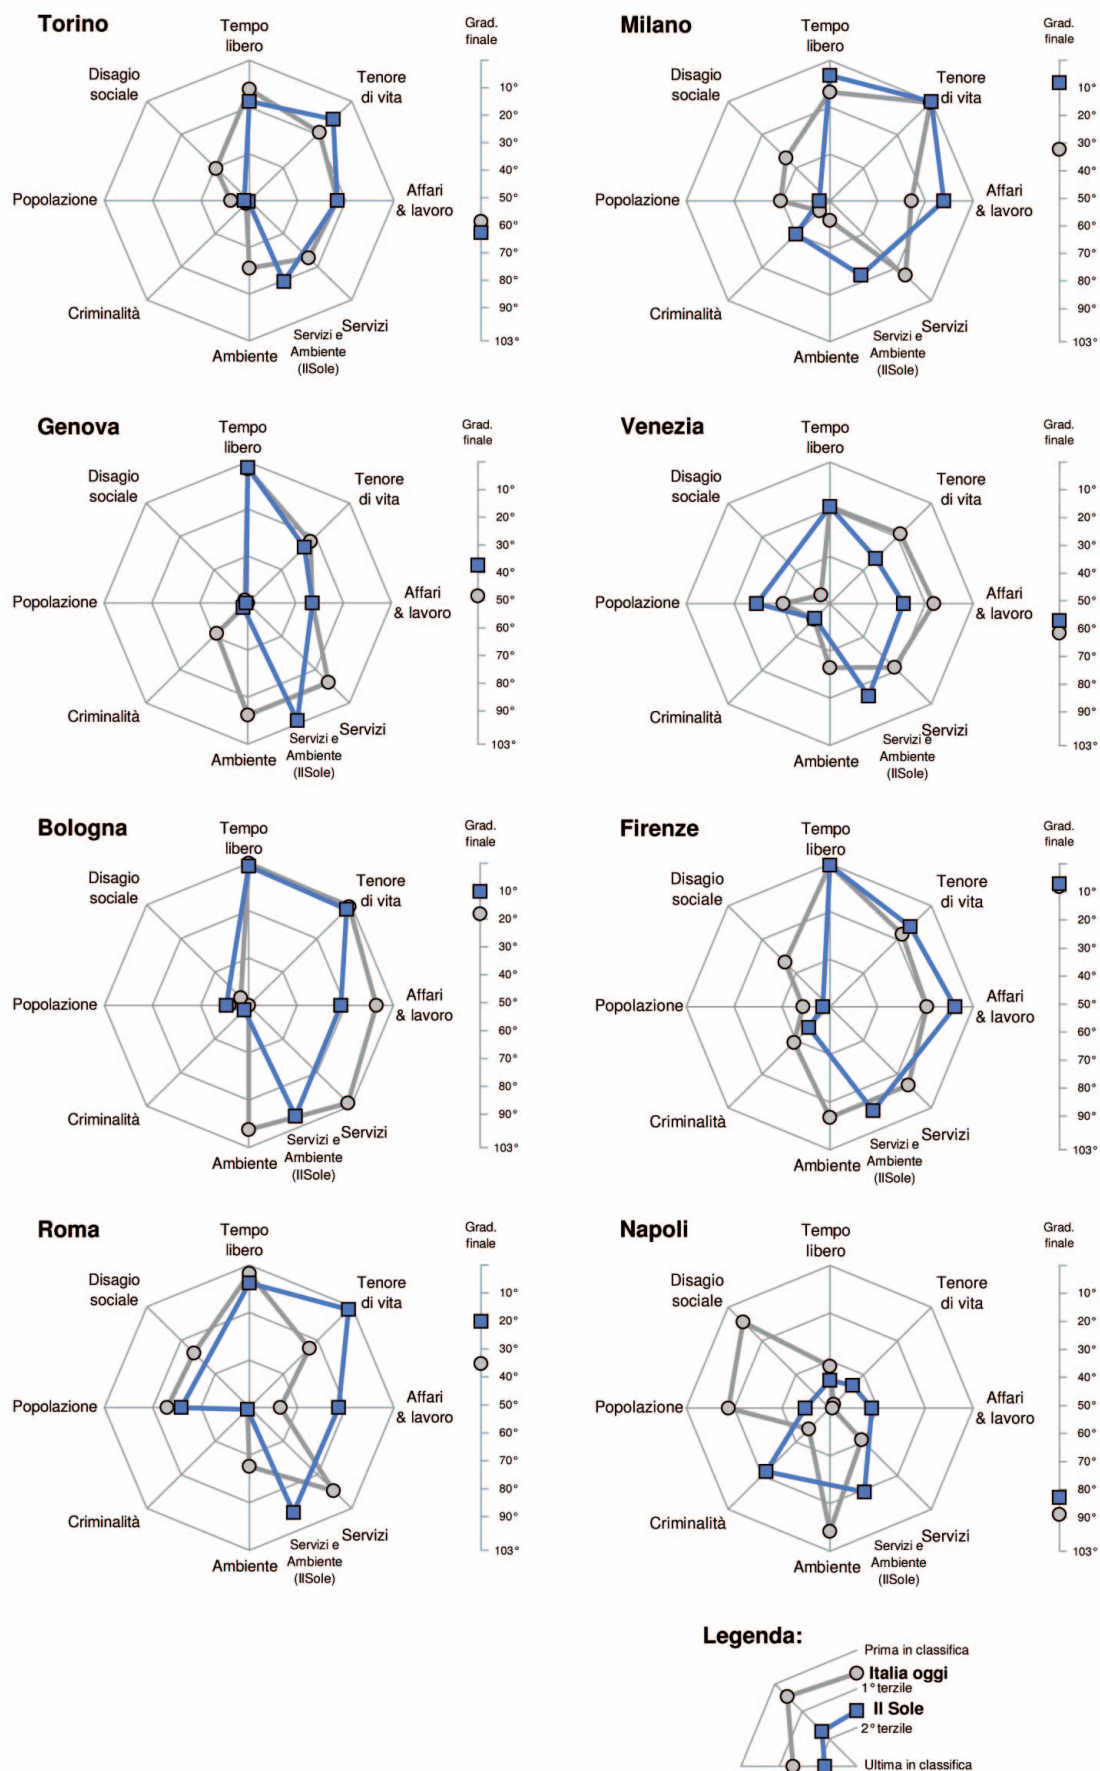 Torino
Tempo
libero
Grad.
finale
Disagio
sociale
Tenore
di vita
Popolazione
Affari
& lavoro
Criminalità
Servizi
Ambiente
Servizi e
Ambiente
(IlSole)
10°
20°
30°
40°
50°
60°
70°
80°
90°
103°
Milano
Tempo
libero
Grad.
finale
Disagio
sociale
Tenore
di vita
Popolazione
Affari
& lavoro
Criminalità
Servizi
Ambiente
Servizi e
Ambiente
(IlSole)
10°
20°
30°
40°
50°
60°
70°
80°
90°
103°
Genova
Tempo
libero
Grad.
finale
Disagio
sociale
Tenore
di vita
Popolazione
Affari
& lavoro
Criminalità
Servizi
Ambiente
Servizi e
Ambiente
(IlSole)
10°
20°
30°
40°
50°
60°
70°
80°
90°
103°
Venezia
Tempo
libero
Grad.
finale
Disagio
sociale
Tenore
di vita
Popolazione
Affari
& lavoro
Criminalità
Servizi
Ambiente
Servizi e
Ambiente
(IlSole)
10°
20°
30°
40°
50°
60°
70°
80°
90°
103°
Bologna
Tempo
libero
Grad.
finale
Disagio
sociale
Tenore
di vita
Popolazione
Affari
& lavoro
Criminalità
Servizi
Ambiente
Servizi e
Ambiente
(IlSole)
10°
20°
30°
40°
50°
60°
70°
80°
90°
103°
Firenze
Tempo
libero
Grad.
finale
Disagio
sociale
Tenore
di vita
Popolazione
Affari
& lavoro
Criminalità
Servizi
Ambiente
Servizi e
Ambiente
(IlSole)
10°
20°
30°
40°
50°
60°
70°
80°
90°
103°
Roma
Tempo
libero
Grad.
finale
Disagio
sociale
Tenore
di vita
Popolazione
Affari
& lavoro
Criminalità
Servizi
Ambiente
Servizi e
Ambiente
(IlSole)
10°
20°
30°
40°
50°
60°
70°
80°
90°
103°
Napoli
Tempo
libero
Grad.
finale
Disagio
sociale
Tenore
di vita
Popolazione
Affari
& lavoro
Criminalità
Servizi
Ambiente
Servizi e
Ambiente
(IlSole)
10°
20°
30°
40°
50°
60°
70°
80°
90°
103°
Legenda:
Prima in classifica
Italia oggi
1° terzile
Il Sole
2° terzile
Ultima in classifica